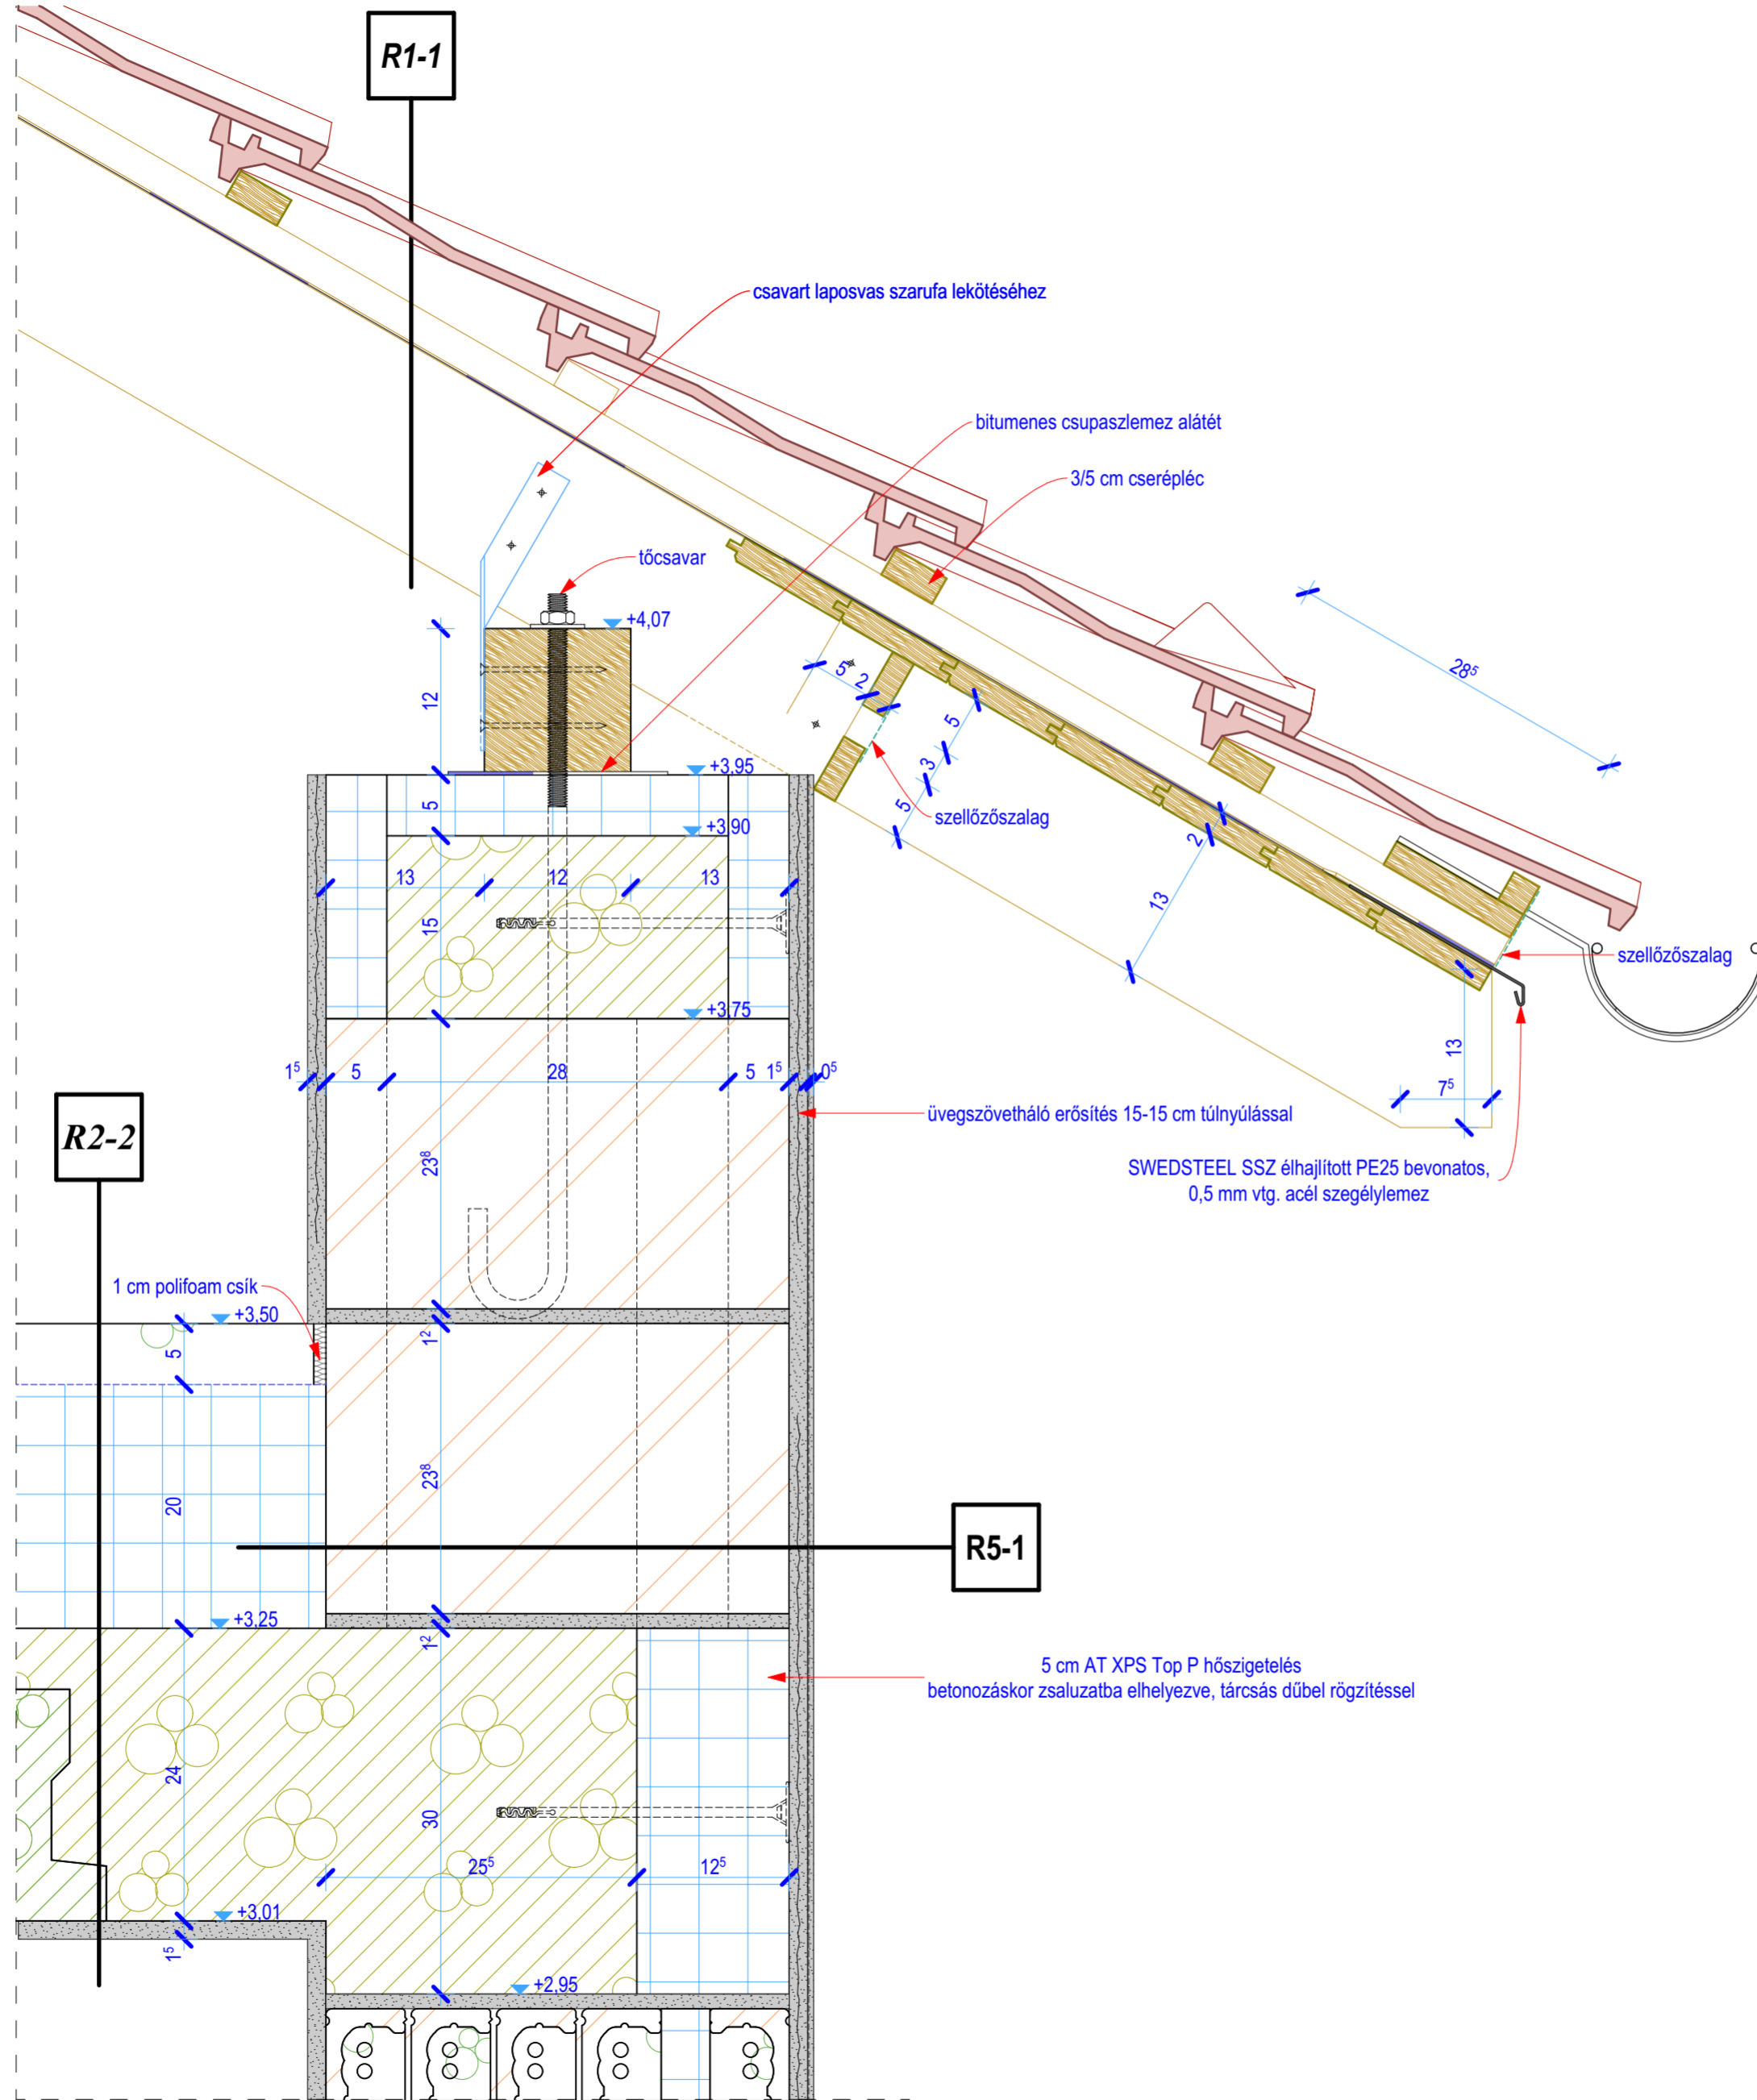 R1-1
csavart laposvas szarufa lekötéséhez
bitumenes csupaszlemez alátét
3/5 cm cserépléc
tőcsavar
+4,07
28⁵
12
5
2
5
3
5
szellőzőszalag
2
13
+3,95
5
+3,90
13
12
13
15
szellőzőszalag
+3,75
13
7⁵
1⁵
5
28
5
1⁵
0⁵
üvegszövetháló erősítés 15-15 cm túlnyúlással
R2-2
23⁸
SWEDSTEEL SSZ élhajlított PE25 bevonatos,
0,5 mm vtg. acél szegélylemez
1 cm polifoam csík
+3,50
1²
5
23⁸
20
R5-1
+3,25
1²
5 cm AT XPS Top P hőszigetelés
betonozáskor zsaluzatba elhelyezve, tárcsás dűbel rögzítéssel
24
30
25⁵
12⁵
+3,01
1⁵
+2,95